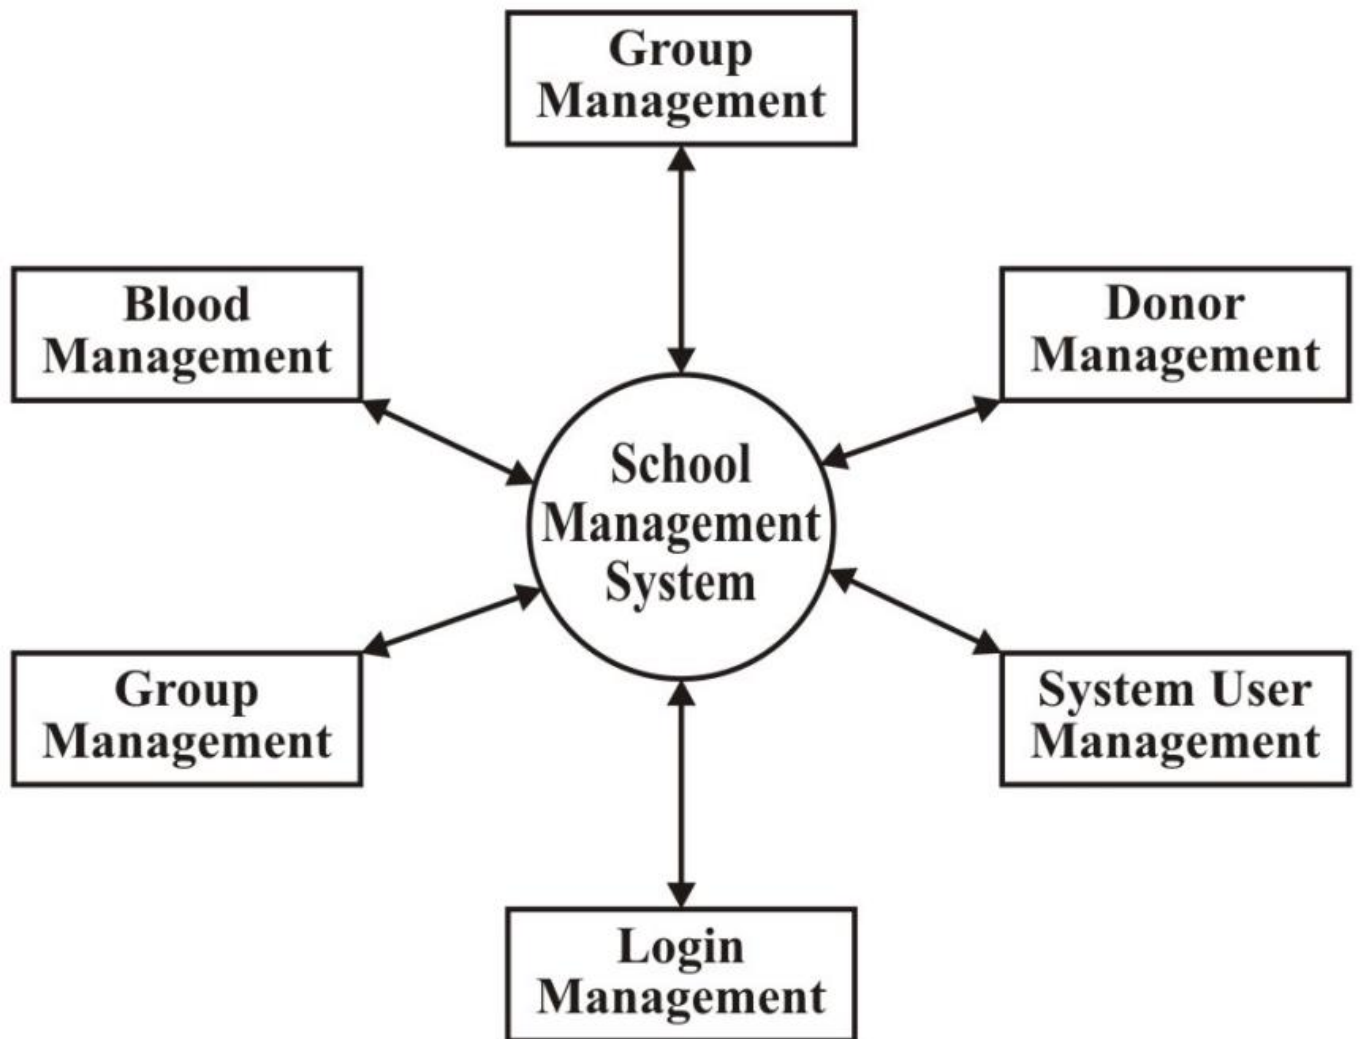 Group
Management
Blood
Management
Donor
Management
School
Management
System
Group
Management
System User
Management
Login
Management